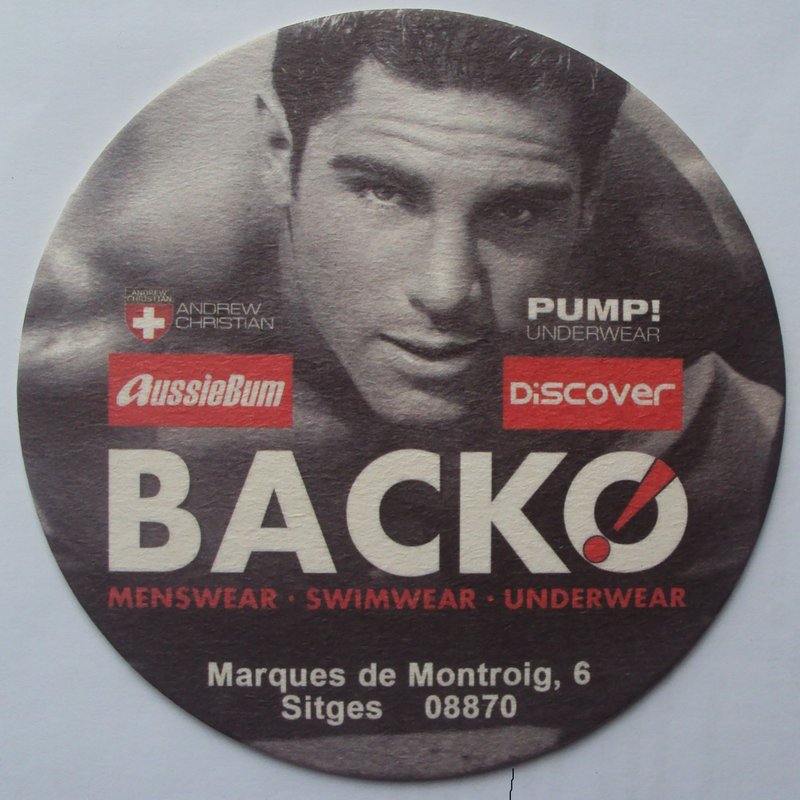 ANDREW
CHRISTIAN
ANDREW
CHRISTIAN
PUMP!
UNDERWEAR
aussieBum
DiSCOVER
BACKO!
MENSWEAR · SWIMWEAR · UNDERWEAR
Marques de Montroig, 6
Sitges 08870